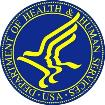 DEPARTMENT OF HEALTH & HUMAN SERVICES • USA